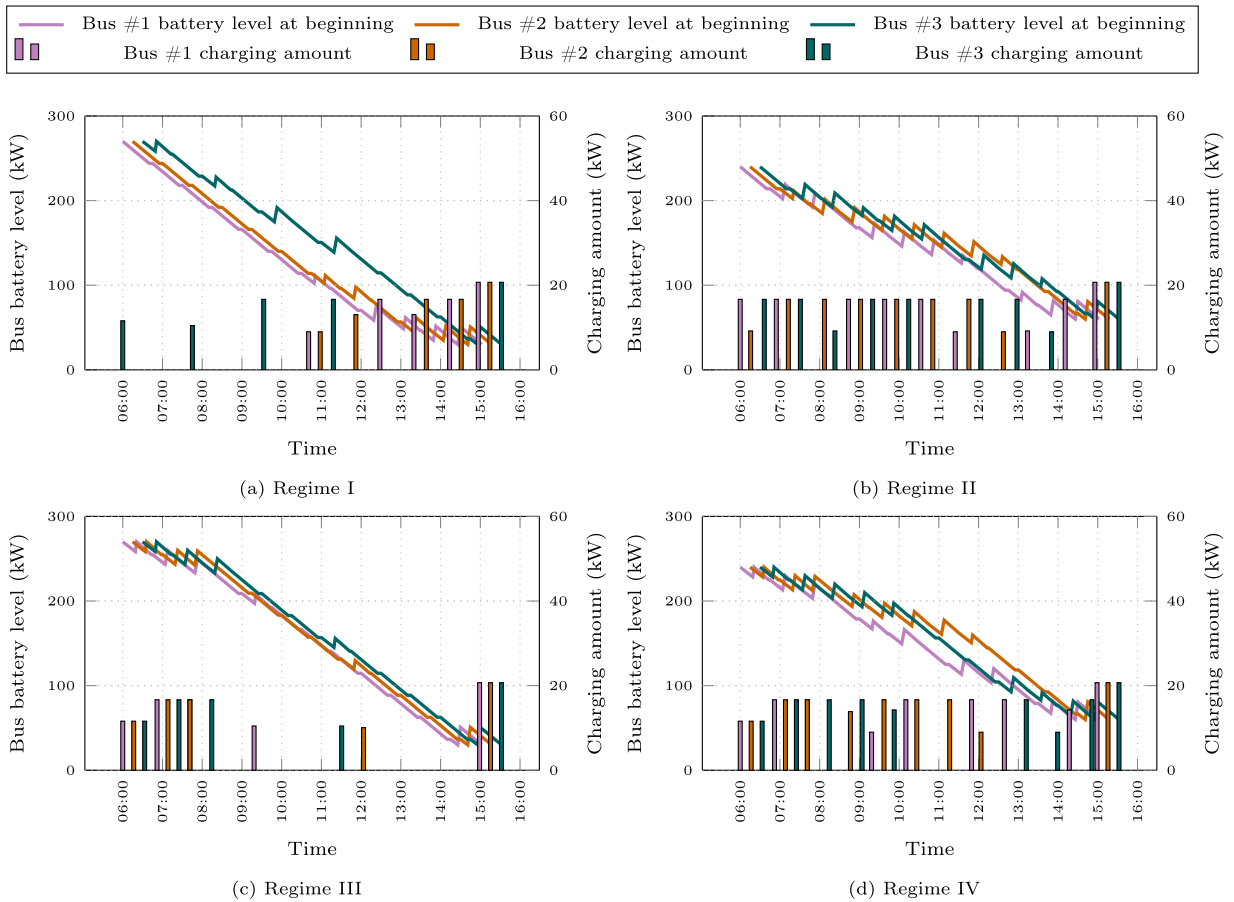 Bus #1 battery level at beginning Bus #2 battery level at beginning Bus #3 battery level at beginning
Bus #1 charging amount Bus #2 charging amount Bus #3 charging amount
Bus battery level (kW)
300
200
100
0
60
40
20
0
Charging amount (kW)
06:00 07:00 08:00 09:00 10:00 11:00 12:00 13:00 14:00 15:00 16:00
Time
(a) Regime I
Bus battery level (kW)
60
40
20
0
Charging amount (kW)
300
200
100
0
06:00 07:00 08:00 09:00 10:00 11:00 12:00 13:00 14:00 15:00 16:00
Time
(b) Regime II
Bus battery level (kW)
300
200
100
0
60
40
20
0
Charging amount (kW)
06:00 07:00 08:00 09:00 10:00 11:00 12:00 13:00 14:00 15:00 16:00
Time
(c) Regime III
Bus battery level (kW)
300
200
100
0
60
40
20
0
Charging amount (kW)
06:00 07:00 08:00 09:00 10:00 11:00 12:00 13:00 14:00 15:00 16:00
Time
(d) Regime IV